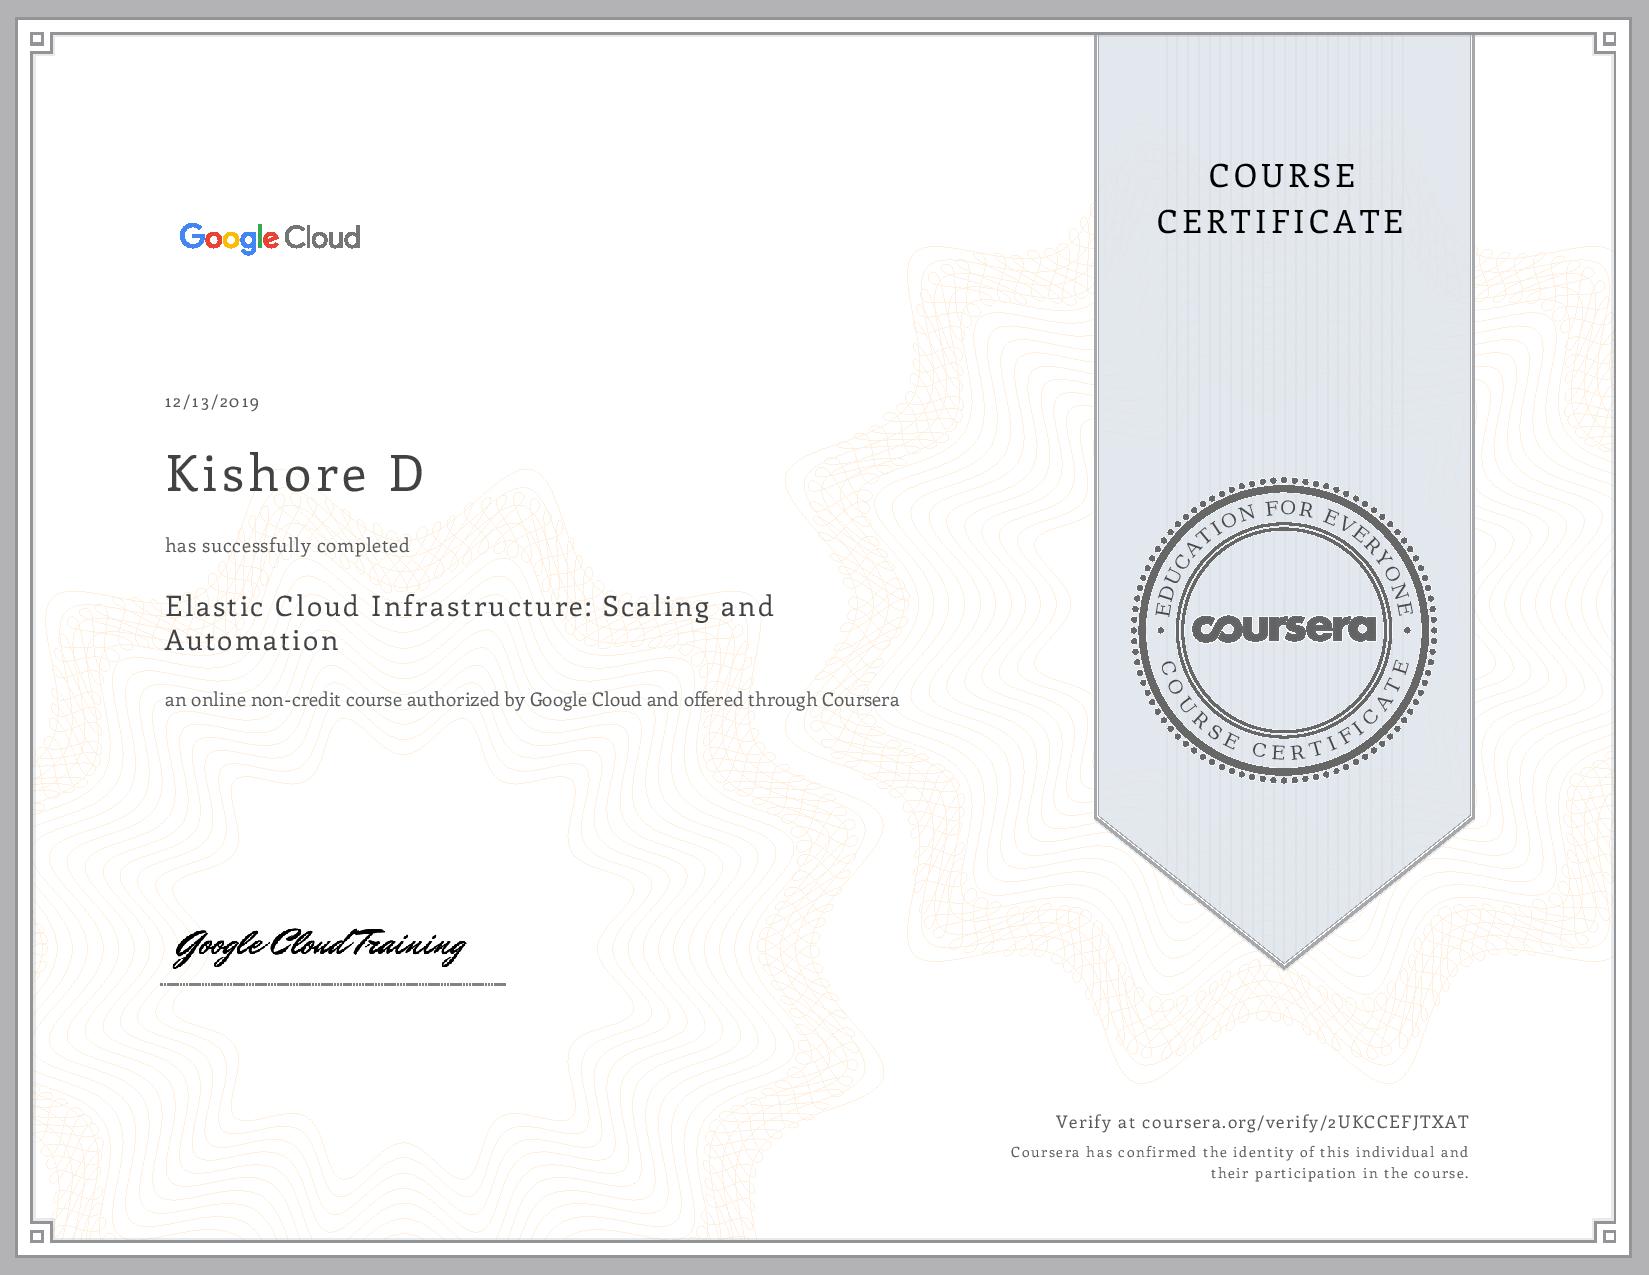 COURSE
CERTIFICATE
Google Cloud
12/13/2019
Kishore D
has successfully completed
Elastic Cloud Infrastructure: Scaling and
Automation
an online non-credit course authorized by Google Cloud and offered through Coursera
EDUCATION FOR EVERYONE
coursera
COURSE CERTIFICATE
Google Cloud Training
Verify at coursera.org/verify/2UKCCEFJTXAT
Coursera has confirmed the identity of this individual and
their participation in the course.